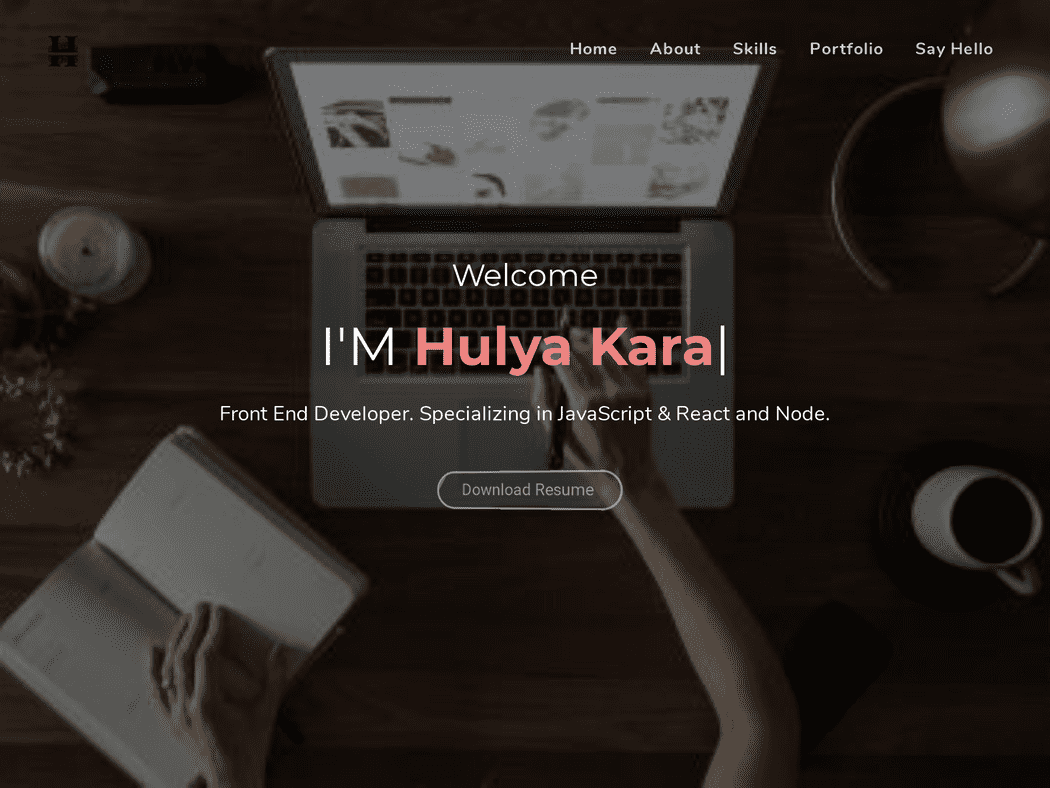 H
Home About Skills Portfolio Say Hello
Welcome
I'M Hulya Kara|
Front End Developer. Specializing in JavaScript & React and Node.
Download Resume